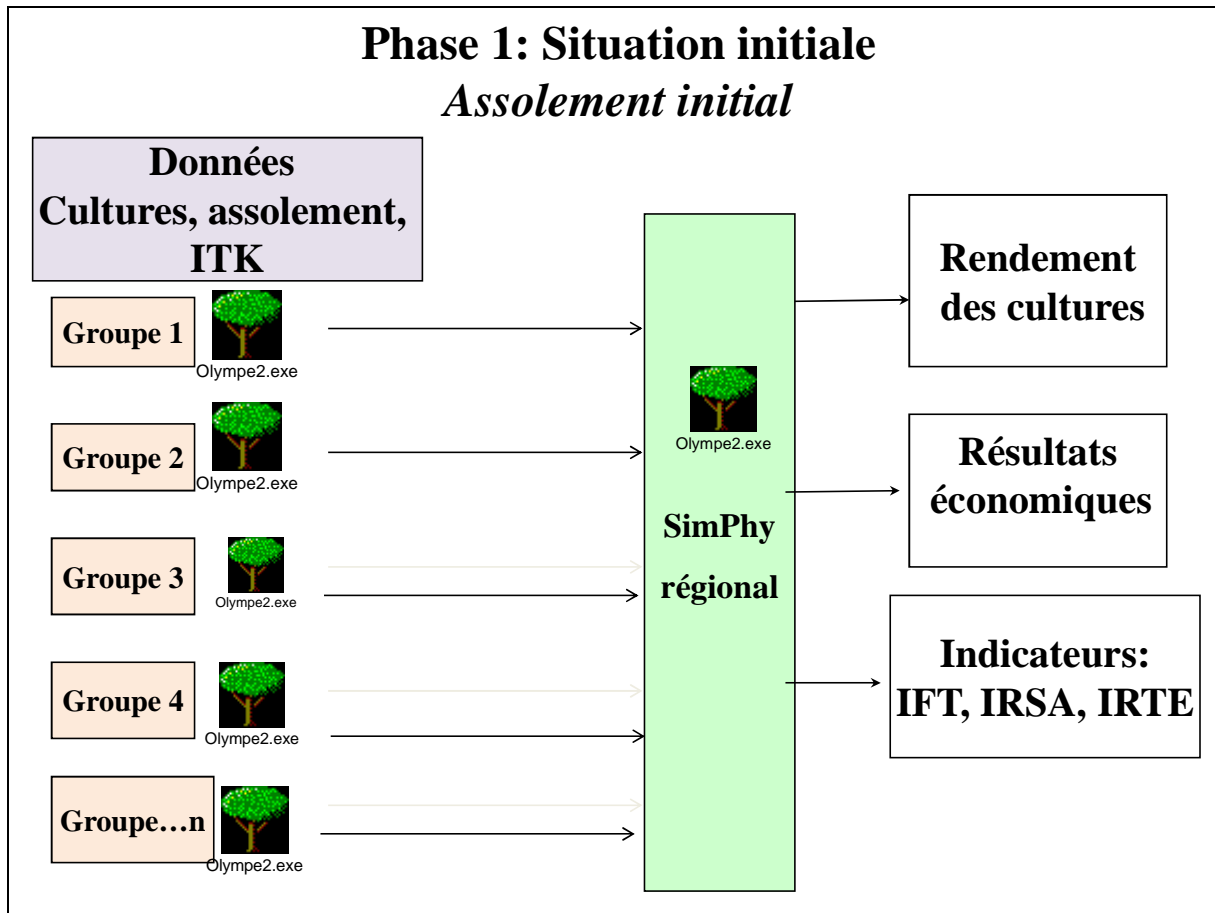 Phase 1: Situation initiale
Assolement initial
Données
Cultures, assolement,
ITK
Groupe 1
Olympe2.exe
Groupe 2
Olympe2.exe
Groupe 3
Olympe2.exe
Groupe 4
Olympe2.exe
Groupe…n
Olympe2.exe
Olympe2.exe
SimPhy
régional
Rendement
des cultures
Résultats
économiques
Indicateurs:
IFT, IRSA, IRTE